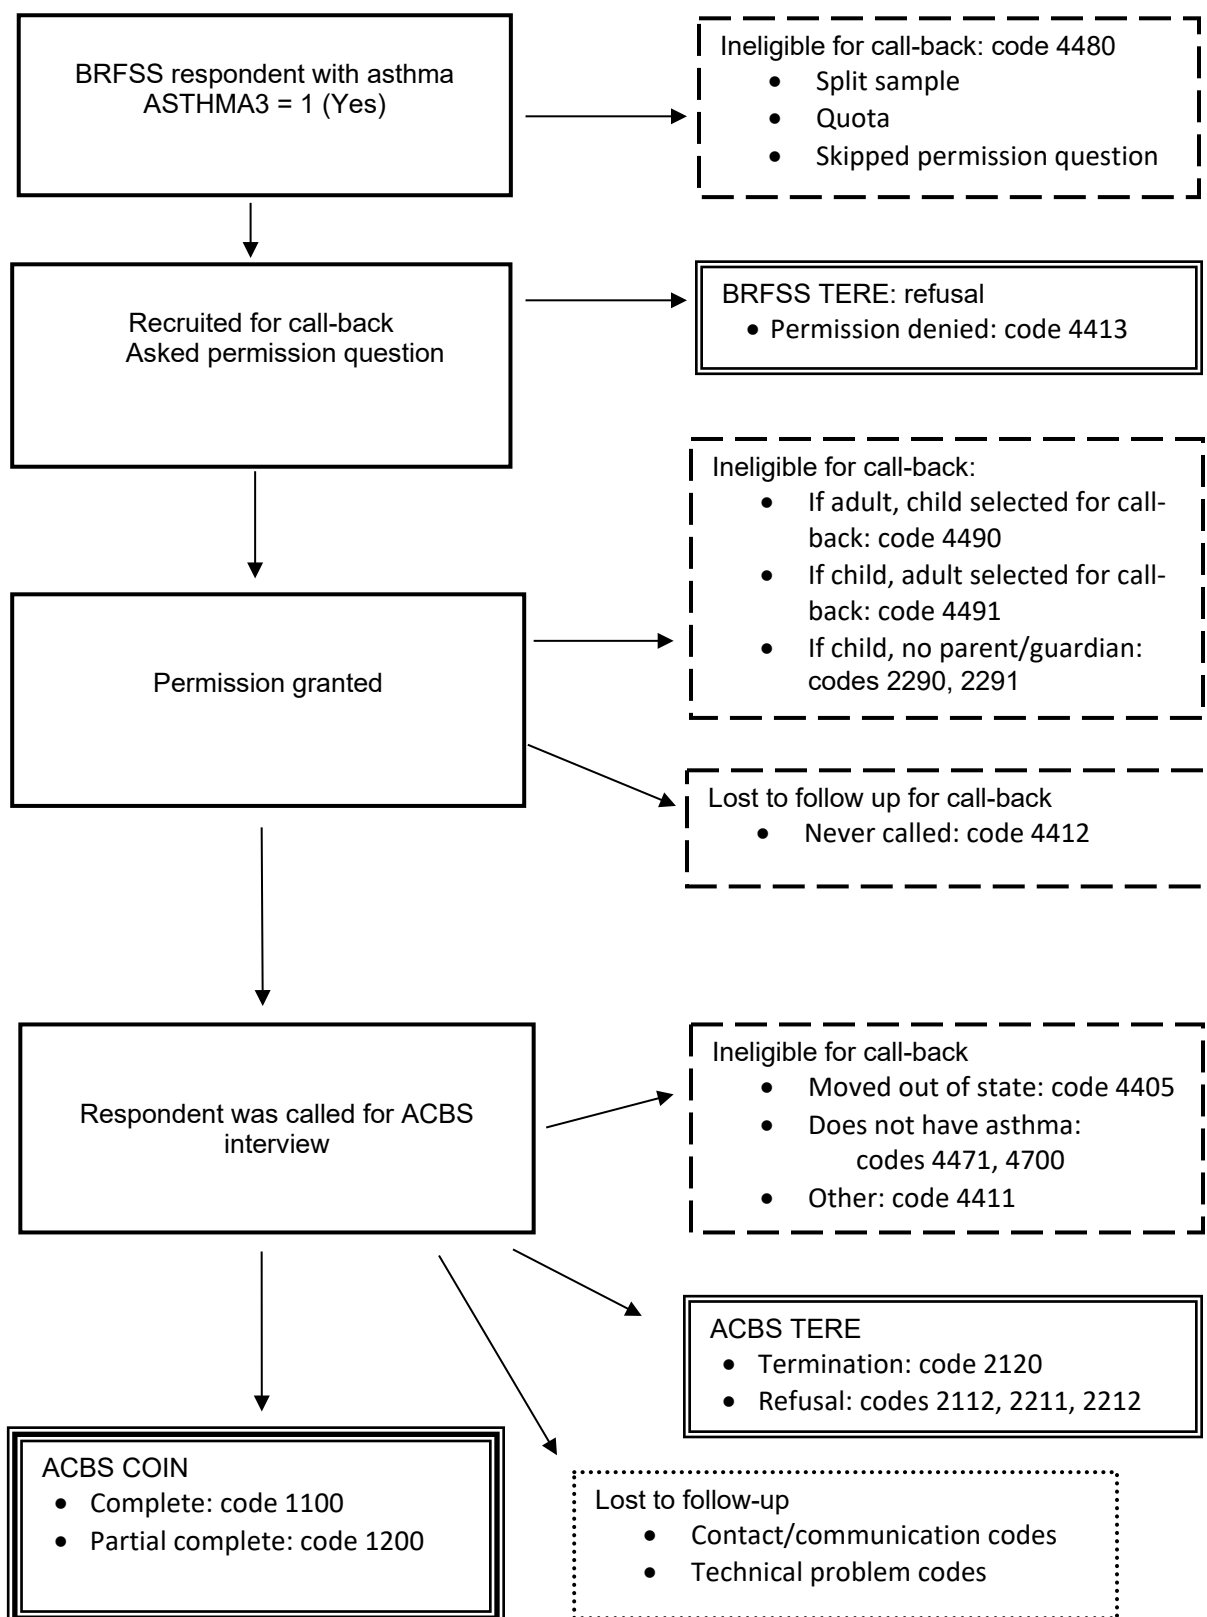 BRFSS respondent with asthma
ASTHMA3 = 1 (Yes)
Ineligible for call-back: code 4480
• Split sample
• Quota
• Skipped permission question
Recruited for call-back
Asked permission question
BRFSS TERE: refusal
• Permission denied: code 4413
Permission granted
Ineligible for call-back:
• If adult, child selected for call-
back: code 4490
• If child, adult selected for call-
back: code 4491
• If child, no parent/guardian:
codes 2290, 2291
Lost to follow up for call-back
• Never called: code 4412
Respondent was called for ACBS
interview
Ineligible for call-back
• Moved out of state: code 4405
• Does not have asthma:
codes 4471, 4700
• Other: code 4411
ACBS TERE
• Termination: code 2120
• Refusal: codes 2112, 2211, 2212
ACBS COIN
• Complete: code 1100
• Partial complete: code 1200
Lost to follow-up
• Contact/communication codes
• Technical problem codes